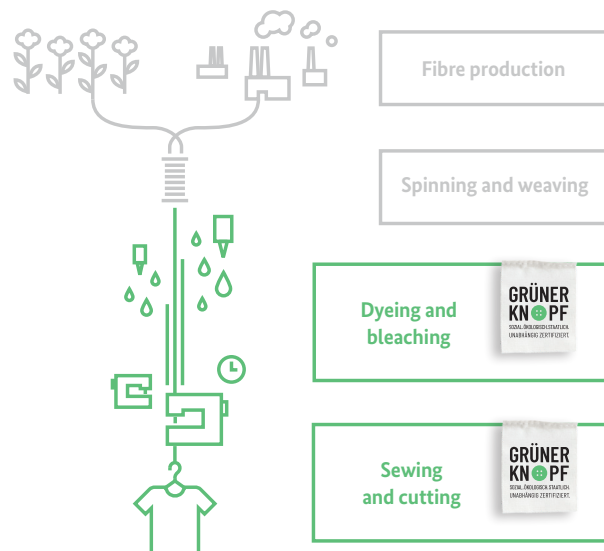 Fibre production
Spinning and weaving
Dyeing and
bleaching
GRÜNER
KNOPF
SOZIAL. ÖKOLOGISCH. STAATLICH.
UNABHÄNGIG ZERTIFIZIERT.
Sewing
and cutting
GRÜNER
KNOPF
SOZIAL. ÖKOLOGISCH. STAATLICH.
UNABHÄNGIG ZERTIFIZIERT.